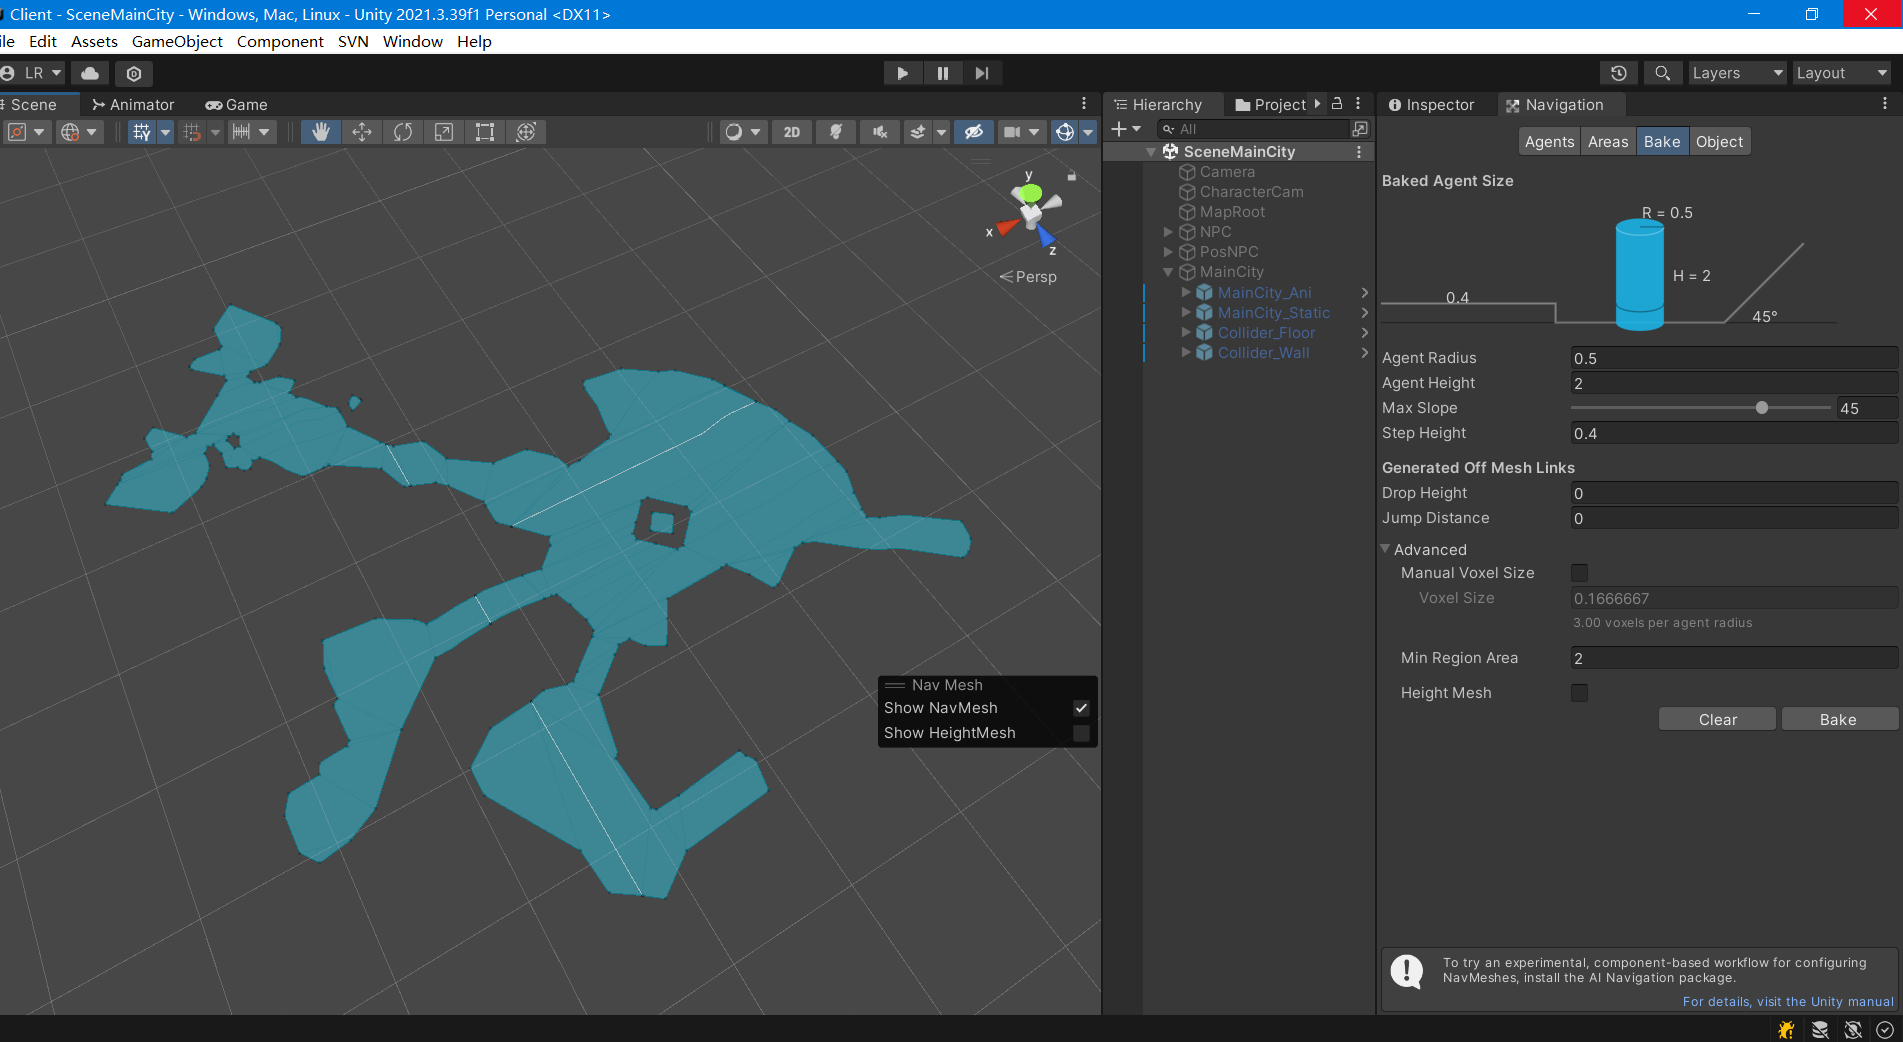 Client - SceneMainCity - Windows, Mac, Linux - Unity 2021.3.39f1 Personal <DX11>
ile Edit Assets GameObject Component SVN Window Help
LR Layers Layout
Scene Animator Game
2D
y
x
z
Persp
Nav Mesh
Show NavMesh
Show HeightMesh
Hierarchy Project
All
SceneMainCity
Camera
CharacterCam
MapRoot
NPC
PosNPC
MainCity
MainCity_Ani
MainCity_Static
Collider_Floor
Collider_Wall
Inspector Navigation
Agents Areas Bake Object
Baked Agent Size
R = 0.5
H = 2
0.4
45°
Agent Radius 0.5
Agent Height 2
Max Slope 45
Step Height 0.4
Generated Off Mesh Links
Drop Height 0
Jump Distance 0
Advanced
Manual Voxel Size
Voxel Size 0.1666667
3.00 voxels per agent radius
Min Region Area 2
Height Mesh
Clear Bake
To try an experimental, component-based workflow for configuring
NavMeshes, install the AI Navigation package.
For details, visit the Unity manual